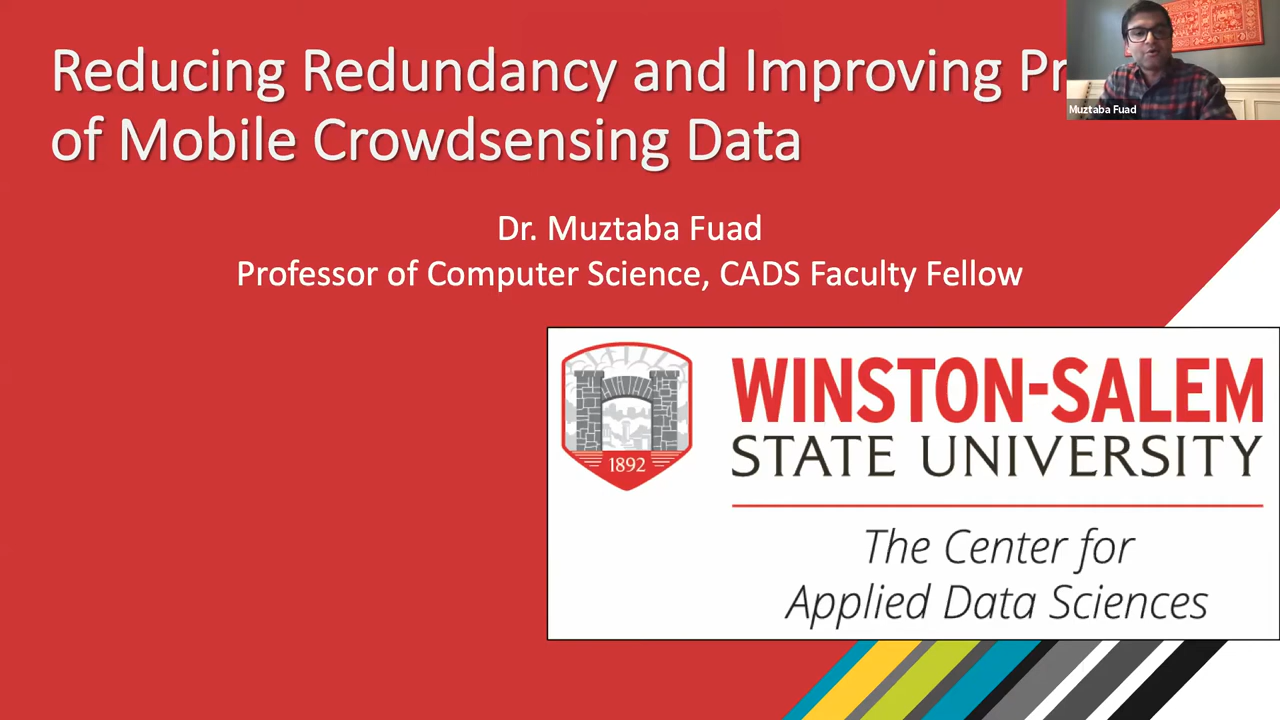 Reducing Redundancy and Improving Pr
of Mobile Crowdsensing Data
Muztaba Fuad
Dr. Muztaba Fuad
Professor of Computer Science, CADS Faculty Fellow
1892
WINSTON-SALEM
STATE UNIVERSITY
The Center for
Applied Data Sciences